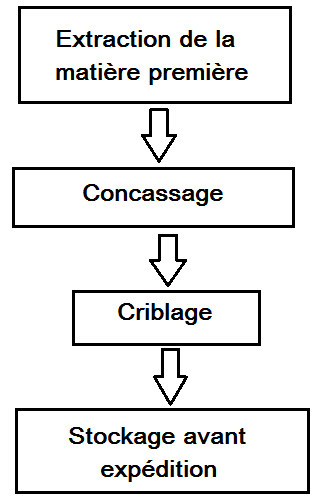 Extraction de la
matière première
Concassage
Criblage
Stockage avant
expédition